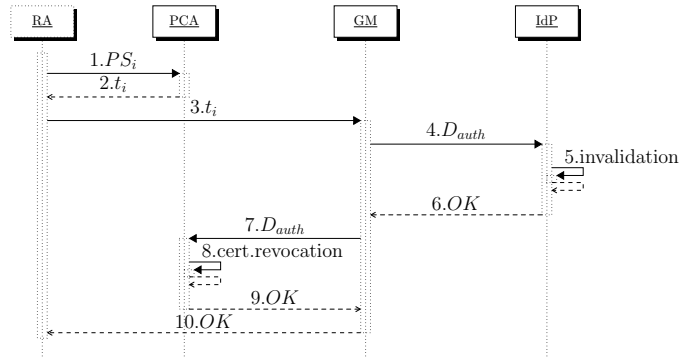 RA
PCA
GM
IdP
1.PS_i
2.t_i
3.t_i
4.D_auth
5.invalidation
6.OK
7.D_auth
8.cert.revocation
9.OK
10.OK